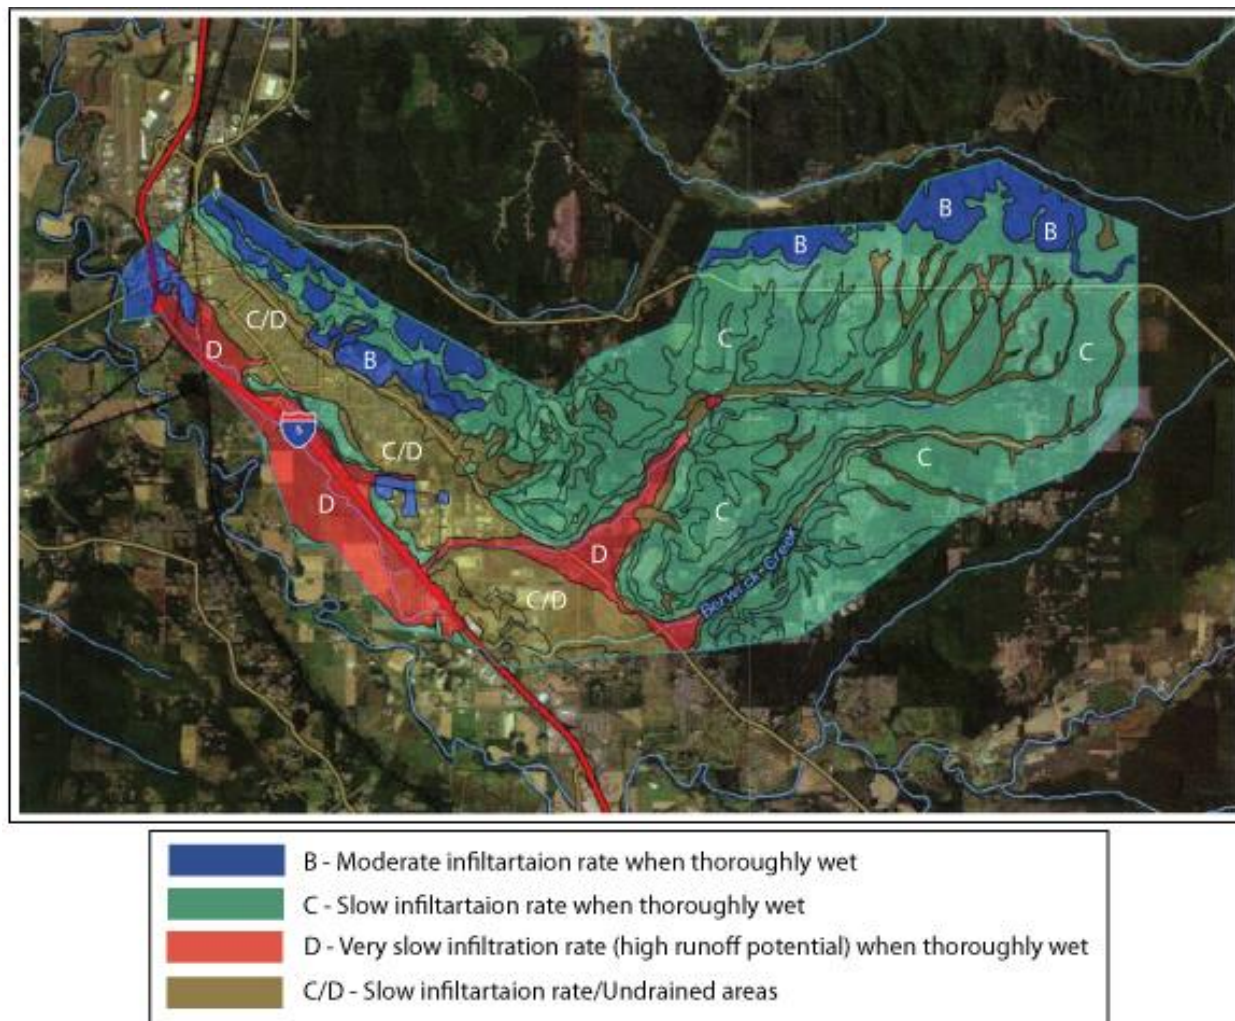 B
B
B
C/D
D
B
C
C
5
C/D
C
D
C
D
C/D
Berwick Creek
B - Moderate infiltartaion rate when thoroughly wet
C - Slow infiltartaion rate when thoroughly wet
D - Very slow infiltration rate (high runoff potential) when thoroughly wet
C/D - Slow infiltartaion rate/Undrained areas